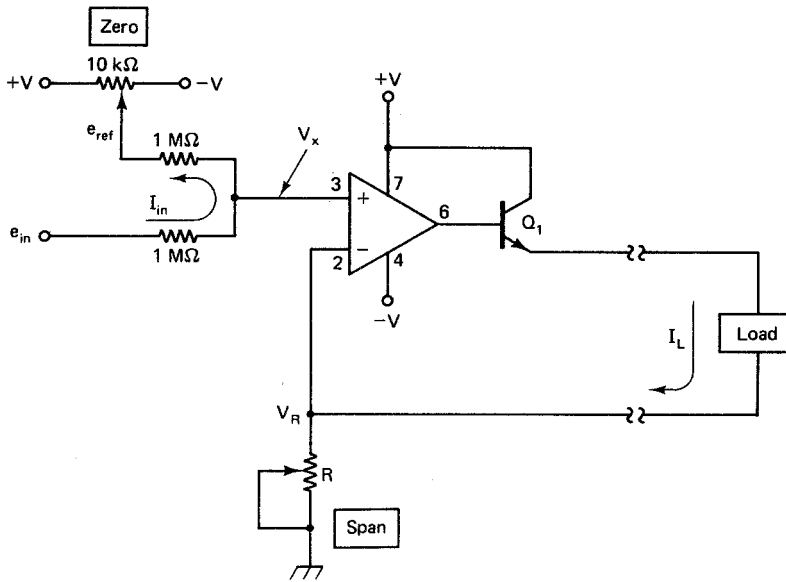 Zero
10 kΩ
+V
−V
+V
e_ref
1 MΩ
V_x
I_in
3
7
+
6
Q_1
e_in
1 MΩ
−
2
4
−V
I_L
Load
V_R
R
Span